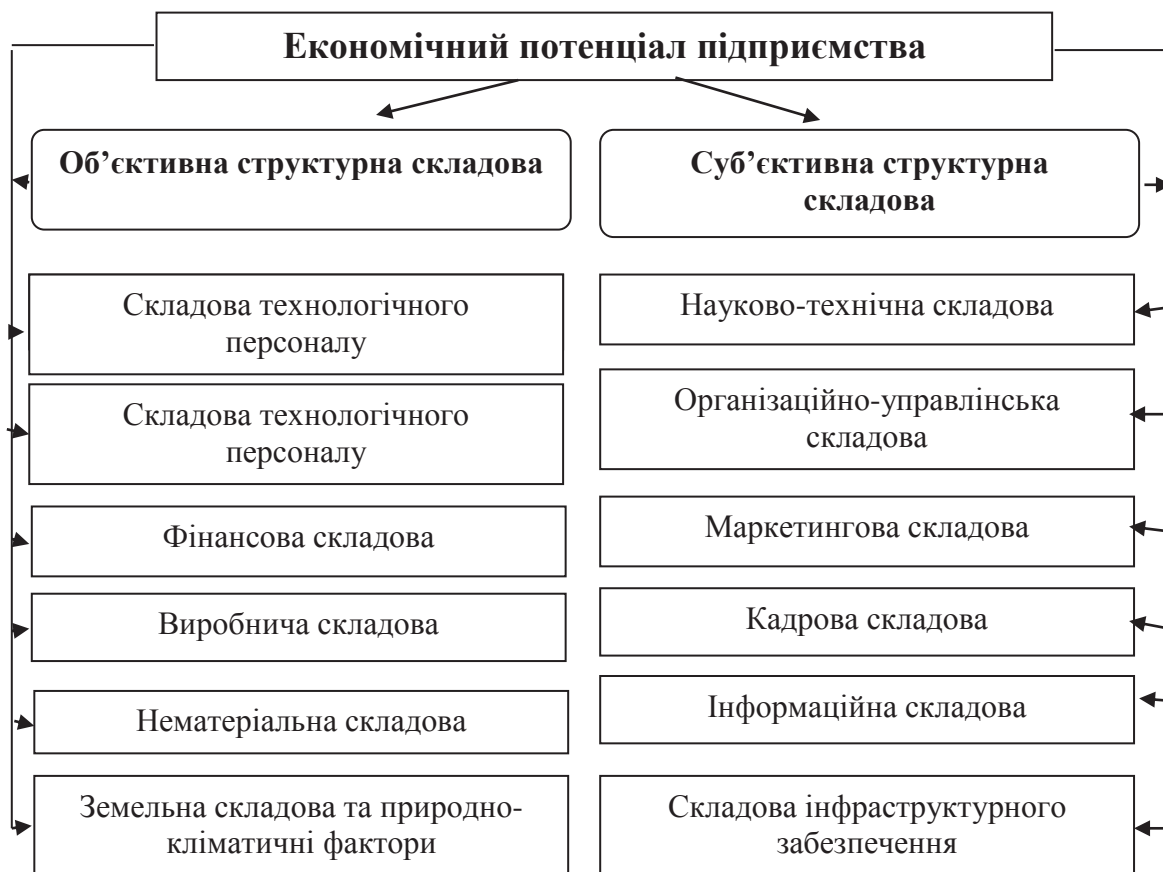 Економічний потенціал підприємства
Об’єктивна структурна складова
Суб’єктивна структурна
складова
Складова технологічного
персоналу
Складова технологічного
персоналу
Фінансова складова
Виробнича складова
Нематеріальна складова
Земельна складова та природно-
кліматичні фактори
Науково-технічна складова
Організаційно-управлінська
складова
Маркетингова складова
Кадрова складова
Інформаційна складова
Складова інфраструктурного
забезпечення